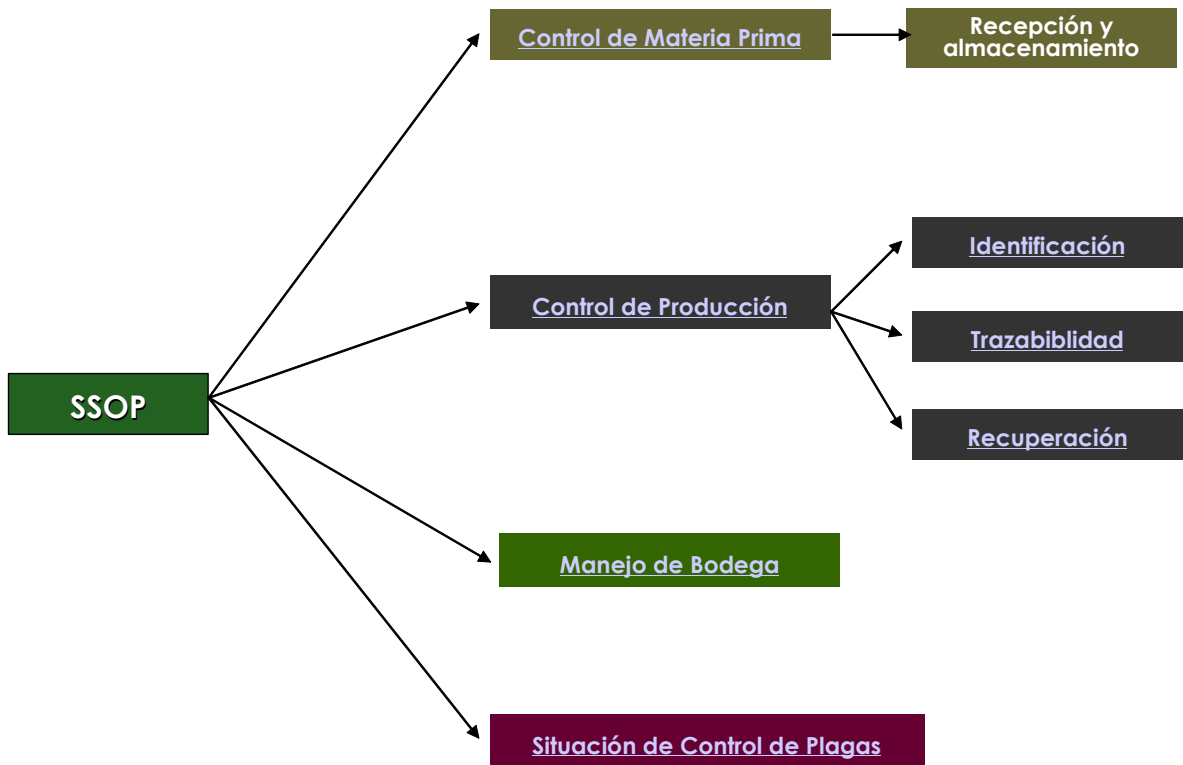 Control de Materia Prima
Recepción y
almacenamiento
Identificación
Control de Producción
Trazabiblidad
SSOP
Recuperación
Manejo de Bodega
Situación de Control de Plagas